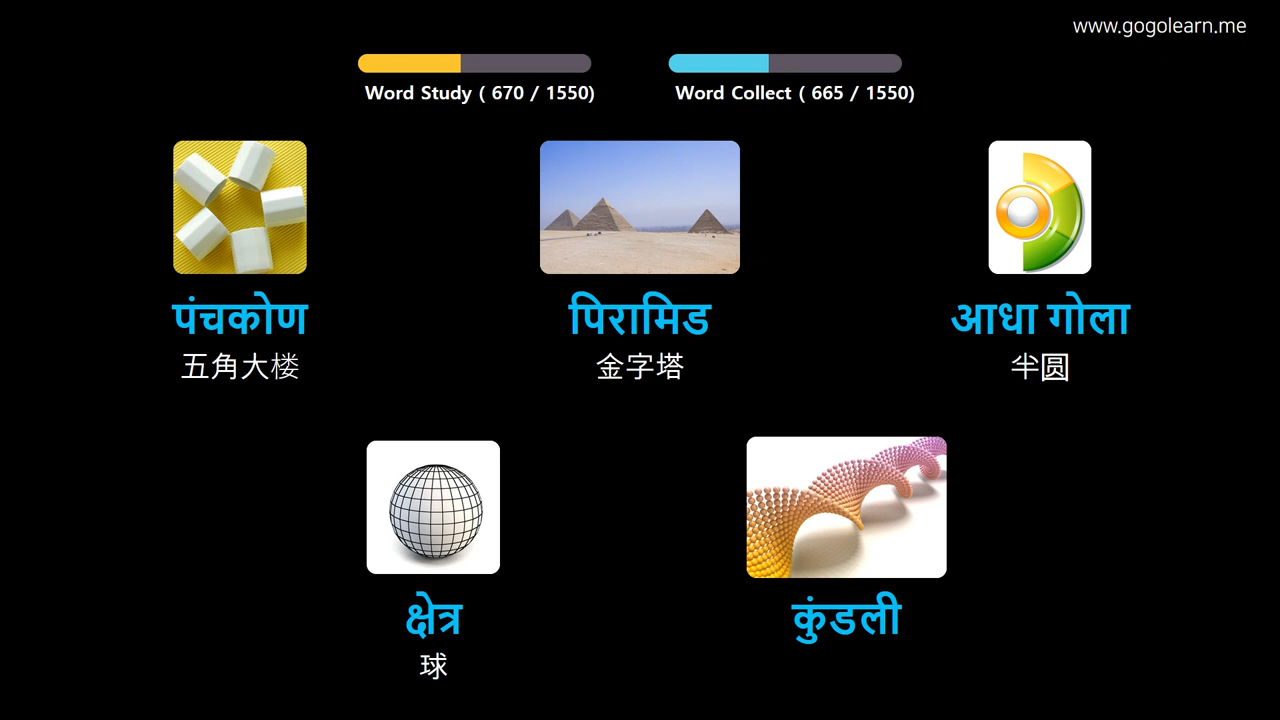 www.gogolearn.me
Word Study ( 670 / 1550)
Word Collect ( 665 / 1550)
पंचकोण
पिरामिड
आधा गोला
五角大楼
金字塔
半圆
क्षेत्र
कुंडली
球